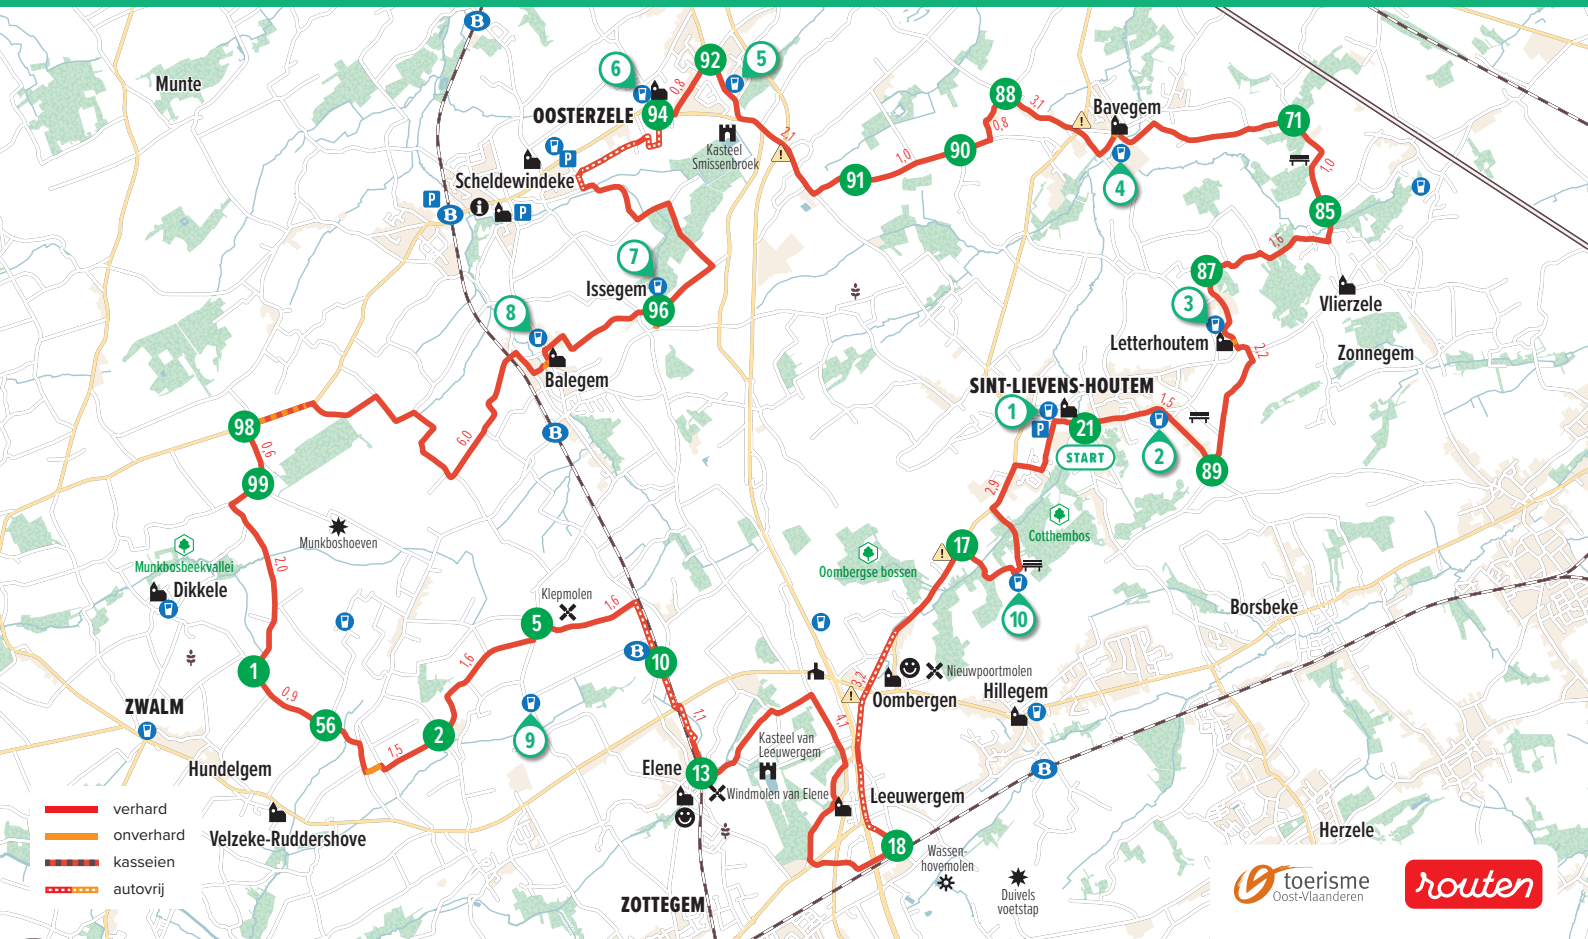 B
92
5
6
Munte
0,8
88
3,1
Bavegem
OOSTERZELE
94
71
2,1
0,8
Kasteel
Smissenbroek
90
1,0
1,0
P
Scheldewindeke
91
4
P
B
i
P
85
1,6
7
87
Issegem
3
Vlierzele
96
8
Letterhoutem
2,2
Zonnegem
Balegem
SINT-LIEVENS-HOUTEM
1,5
1
P
21
START
2
98
B
0,6
6,0
89
99
2,9
Munkboshoeven
Cotthembos
Munkbosbeekvallei
17
2,0
Oombergse bossen
Dikkele
Klepmolen
1,6
5
10
Borsbeke
B
10
1
1,6
0,9
Nieuwpoortmolen
3,2
Oombergen
Hillegem
ZWALM
56
2
9
1,1
4,1
1,5
Kasteel van
Leeuwergem
Hundelgem
Elene
13
B
Windmolen van Elene
Leeuwergem
verhard
onverhard
kasseien
autovrij
Velzeke-Ruddershove
Herzele
18
Wassen-
hovemolen
Duivels
voetstap
ZOTTEGEM
toerisme
Oost-Vlaanderen
routen